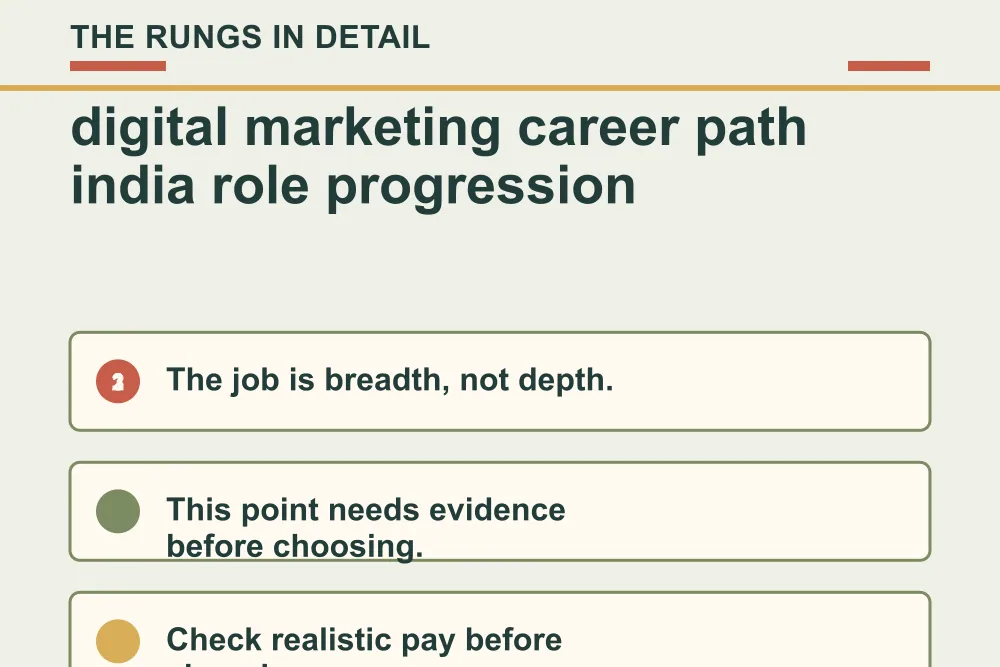 THE RUNGS IN DETAIL
digital marketing career path
india role progression
The job is breadth, not depth.
This point needs evidence
before choosing.
Check realistic pay before